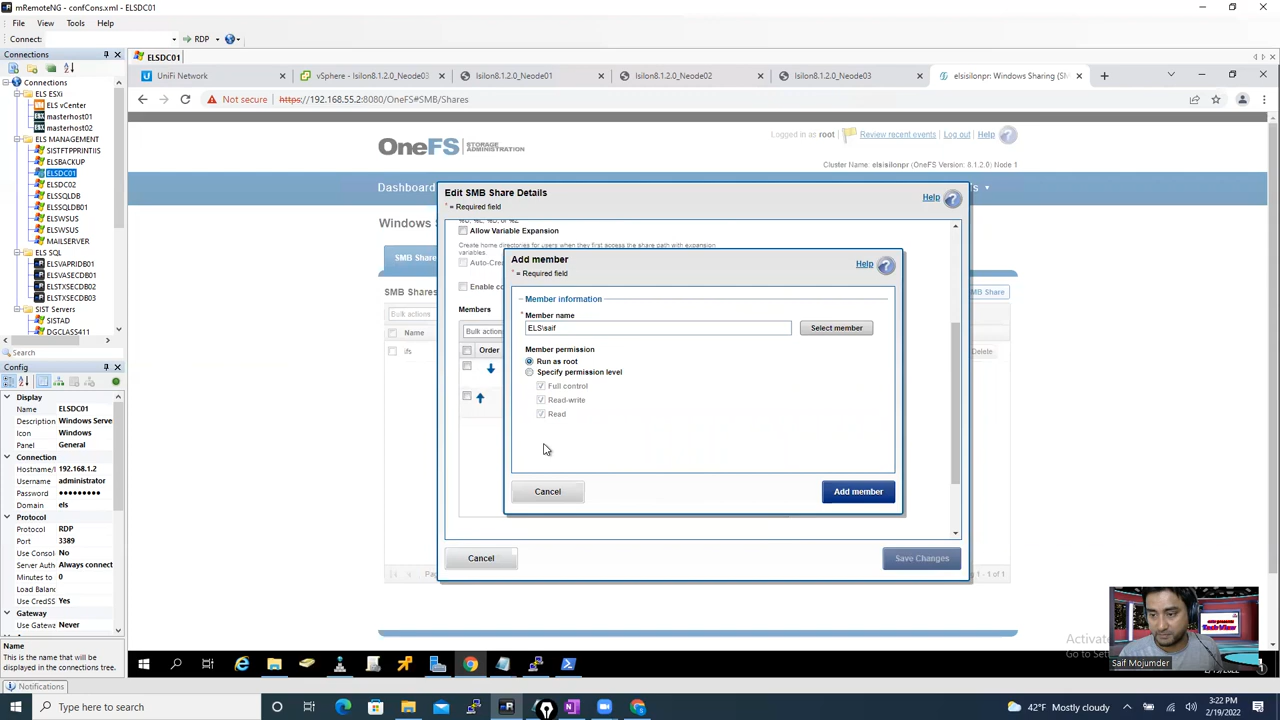 mRemoteNG - confCons.xml - ELSDC01
File View Tools Help
Connect: RDP
Connections
ELSDC01
Connections
ELS ESXi
ELS vCenter
masterhost01
masterhost02
ELS MANAGEMENT
SISTFTPPRINTIIS
ELSBACKUP
ELSDC01
ELSDC02
ELSSQLDB
ELSSQLDB01
ELSWSUS
ELSWSUS
MAILSERVER
ELS SQL
ELSVAPRIDB01
ELSVASECDB01
ELSTXSECDB02
ELSTXSECDB03
SIST Servers
SISTAD
DGCLASS411
Search
Config
Display
Name ELSDC01
Description Windows Serve
Icon Windows
Panel General
Connection
Hostname/I 192.168.1.2
Username administrator
Password •••••••••
Domain els
Protocol
Protocol RDP
Port 3389
Use Consol No
Server Auth Always connect
Minutes to 0
Load Balanc
Use CredSS Yes
Gateway
Use Gatewa Never
Name
This is the name that will be
displayed in the connections tree.
Notifications
UniFi Network
vSphere - Isilon8.1.2.0_Neode03
Isilon8.1.2.0_Neode01
Isilon8.1.2.0_Neode02
Isilon8.1.2.0_Neode03
elsisilonpr: Windows Sharing (SM
Not secure https://192.168.55.2:8080/OneFS#SMB/Shares
OneFS STORAGE ADMINISTRATION
Logged in as root Review recent events Log out Help
Cluster Name: elsisilonpr (OneFS Version: 8.1.2.0) Node 1
Dashboard
Windows
SMB Share
SMB Shares
SMB Share
Bulk action
Name
ifs
Delete
1 - 1 of 1
Edit SMB Share Details
* = Required field
Help
Allow Variable Expansion
Create home directories for users when they first access the share path with expansion
variables.
Auto-Crea
Enable co
Members
Bulk action
Order
Cancel
Save Changes
Add member
* = Required field
Help
Member information
* Member name
ELS\saif
Select member
Member permission
Run as root
Specify permission level
Full control
Read-write
Read
Cancel
Add member
Saif Mojumder
TechView
Type here to search
42°F Mostly cloudy
3:22 PM
2/19/2022